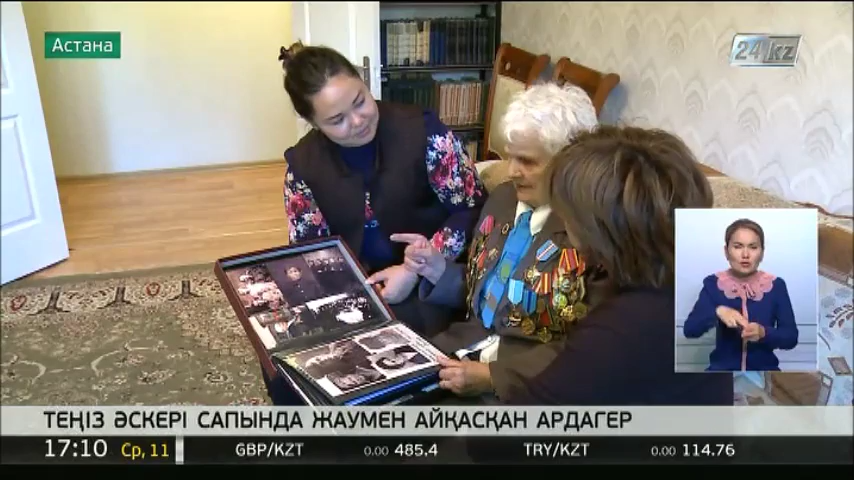 Астана
24kz
ТЕҢІЗ ӘСКЕРІ САПЫНДА ЖАУМЕН АЙҚАСҚАН АРДАГЕР
17:10 Ср, 11 GBP/KZT 0.00 485.4 TRY/KZT 0.00 114.76